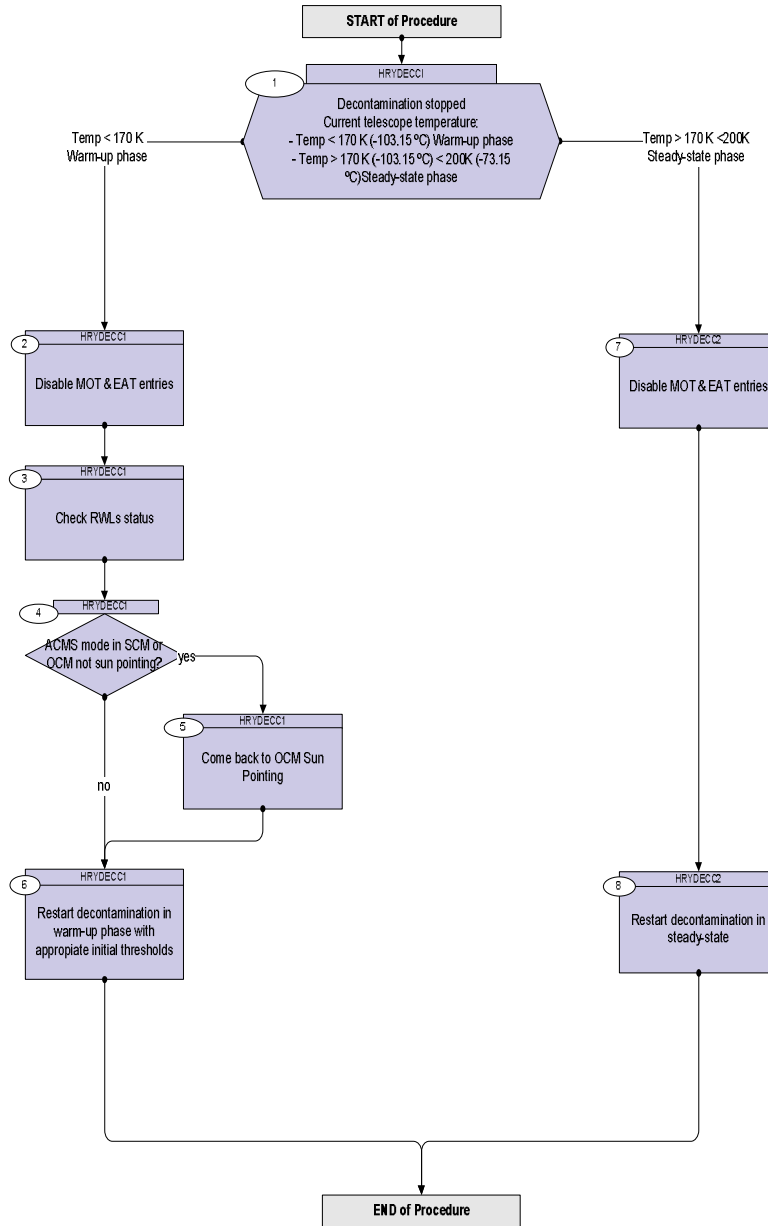 START of Procedure
HRYDECCI
1
Decontamination stopped
Current telescope temperature:
- Temp < 170 K (-103.15 ºC) Warm-up phase
- Temp > 170 K (-103.15 ºC) < 200K (-73.15
ºC)Steady-state phase
Temp < 170 K
Warm-up phase
Temp > 170 K <200K
Steady-state phase
HRYDECC1
2
Disable MOT & EAT entries
HRYDECC2
7
Disable MOT & EAT entries
HRYDECC1
3
Check RWLs status
HRYDECC1
4
ACMS mode in SCM or
OCM not sun pointing?
yes
HRYDECC1
5
Come back to OCM Sun
Pointing
no
HRYDECC1
6
Restart decontamination in
warm-up phase with
appropiate initial thresholds
HRYDECC2
8
Restart decontamination in
steady-state
END of Procedure